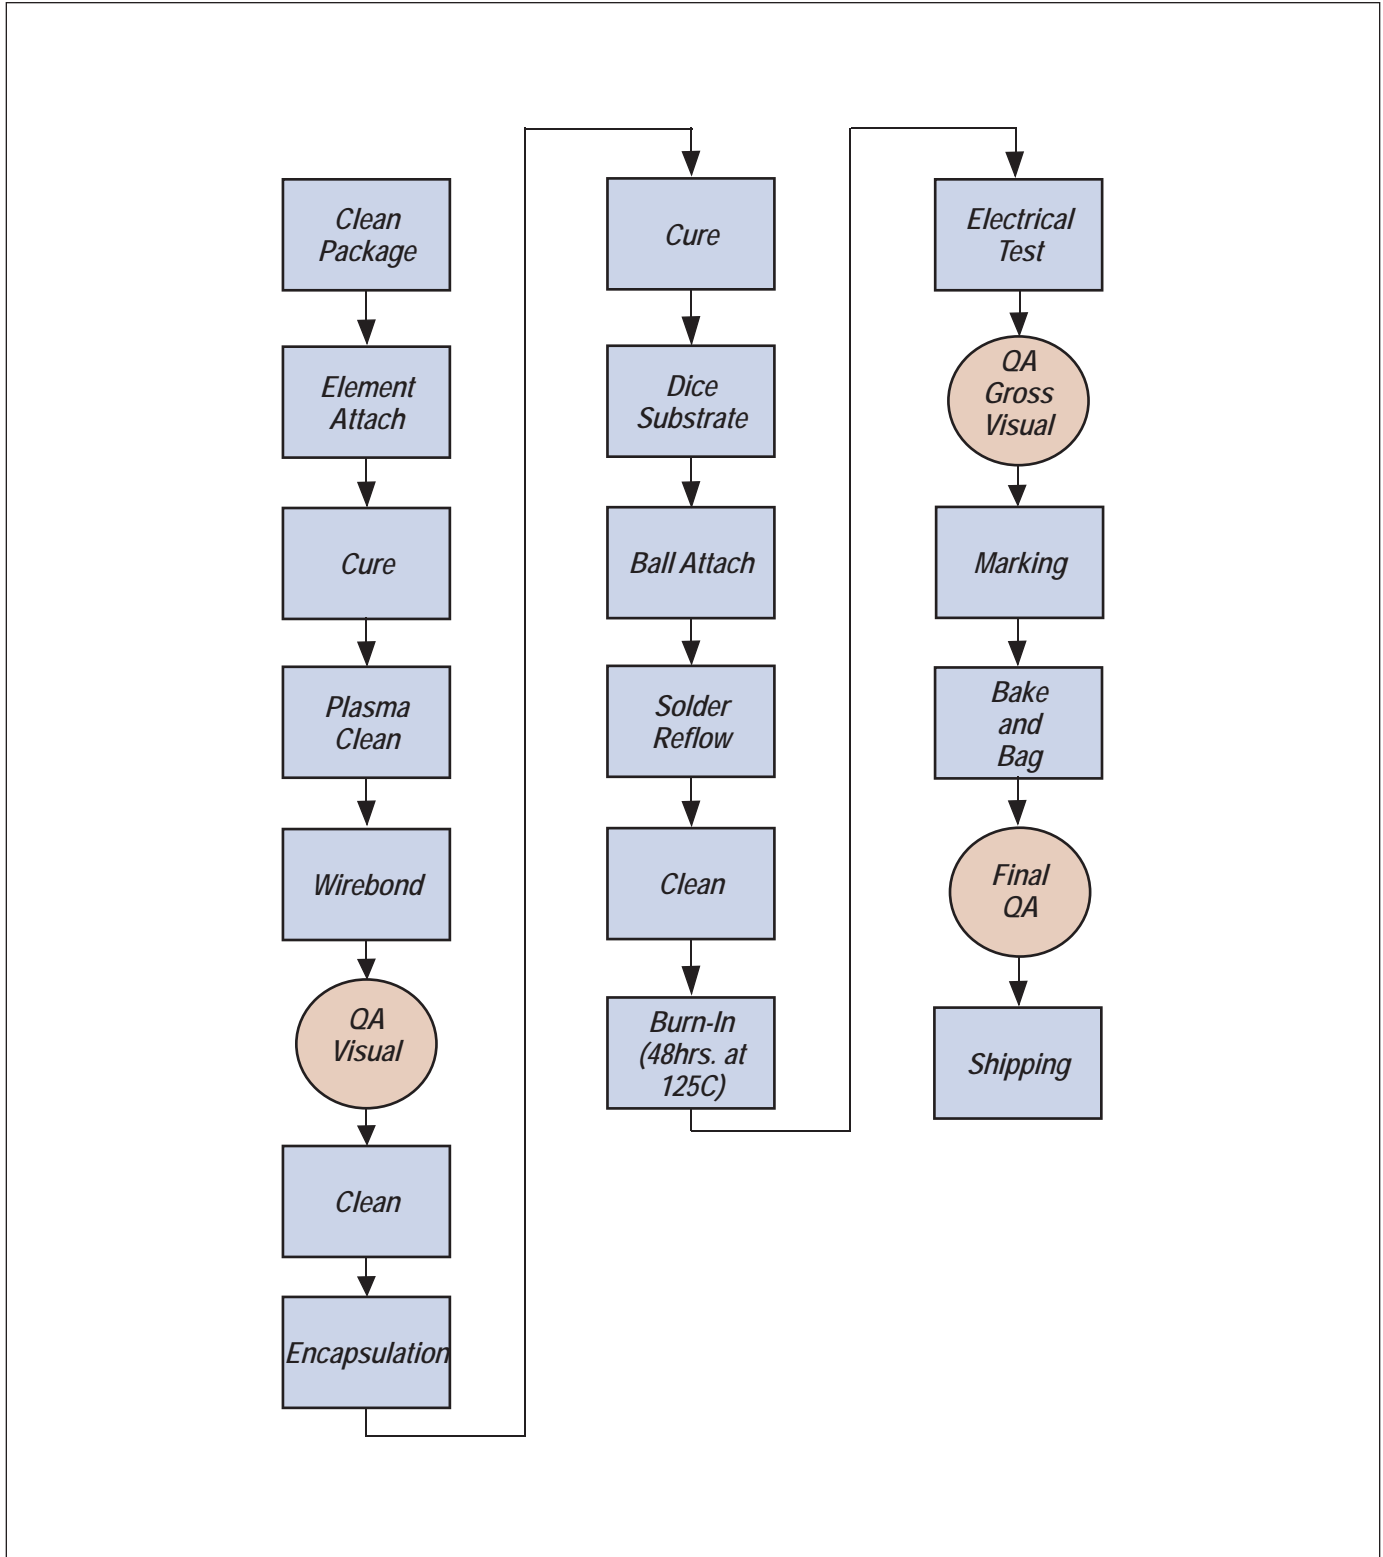 Clean
Package
Element
Attach
Cure
Plasma
Clean
Wirebond
QA
Visual
Clean
Encapsulation
Cure
Dice
Substrate
Ball Attach
Solder
Reflow
Clean
Burn-In
(48hrs. at
125C)
Electrical
Test
QA
Gross
Visual
Marking
Bake
and
Bag
Final
QA
Shipping